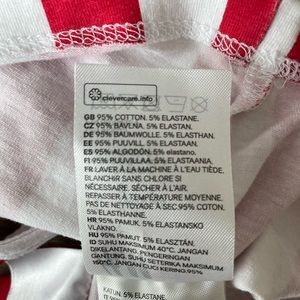 clevercare.info
GB 95% COTTON. 5% ELASTANE.
CZ 95% BAVLNA. 5% ELASTAN.
DE 95% BAUMWOLLE. 5% ELASTHAN.
EE 95% PUUVILL. 5% ELASTAAN.
ES 95% ALGODÓN. 5% elastano.
FI 95% PUUVILLAA. 5% ELASTAANIA.
FR LAVER À LA MACHINE À L'EAU TIÈDE.
BLANCHIR SANS CHLORE SI
NÉCESSAIRE. SÉCHER À L'AIR.
REPASSER À TEMPÉRATURE MOYENNE.
PAS DE NETTOYAGE À SEC. 95% COTON.
5% ELASTHANNE.
HR 95% PAMUK. 5% ELASTANSKO
VLAKNO.
HU 95% PAMUT. 5% ELASZTÁN.
ID SUHU MAKSIMUM 40°C. JANGAN
DIKELANTANG. PENGERINGAN
GANTUNG. SUHU SETERIKA MAKSIMUM
150°C. JANGAN CUCI KERING. 95%
KATUN. 5% ELASTANE.